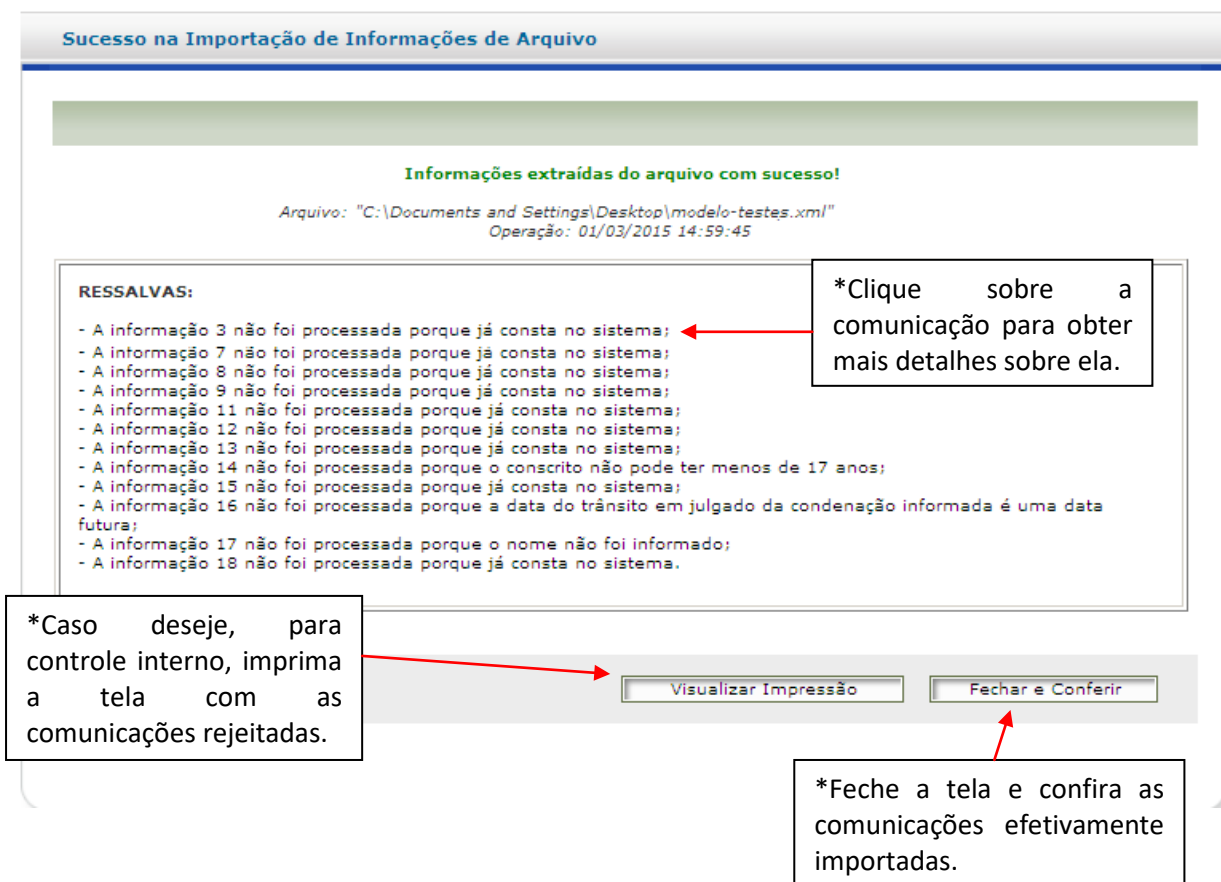 Sucesso na Importação de Informações de Arquivo
Informações extraídas do arquivo com sucesso!
Arquivo: "C:\Documents and Settings\Desktop\modelo-testes.xml"
Operação: 01/03/2015 14:59:45
RESSALVAS:
- A informação 3 não foi processada porque já consta no sistema;
- A informação 7 não foi processada porque já consta no sistema;
- A informação 8 não foi processada porque já consta no sistema;
- A informação 9 não foi processada porque já consta no sistema;
- A informação 11 não foi processada porque já consta no sistema;
- A informação 12 não foi processada porque já consta no sistema;
- A informação 13 não foi processada porque já consta no sistema;
- A informação 14 não foi processada porque o conscrito não pode ter menos de 17 anos;
- A informação 15 não foi processada porque já consta no sistema;
- A informação 16 não foi processada porque a data do trânsito em julgado da condenação informada é uma data
futura;
- A informação 17 não foi processada porque o nome não foi informado;
- A informação 18 não foi processada porque já consta no sistema.
*Clique sobre a
comunicação para obter
mais detalhes sobre ela.
*Caso deseje, para
controle interno, imprima
a tela com as
comunicações rejeitadas.
Visualizar Impressão
Fechar e Conferir
*Feche a tela e confira as
comunicações efetivamente
importadas.